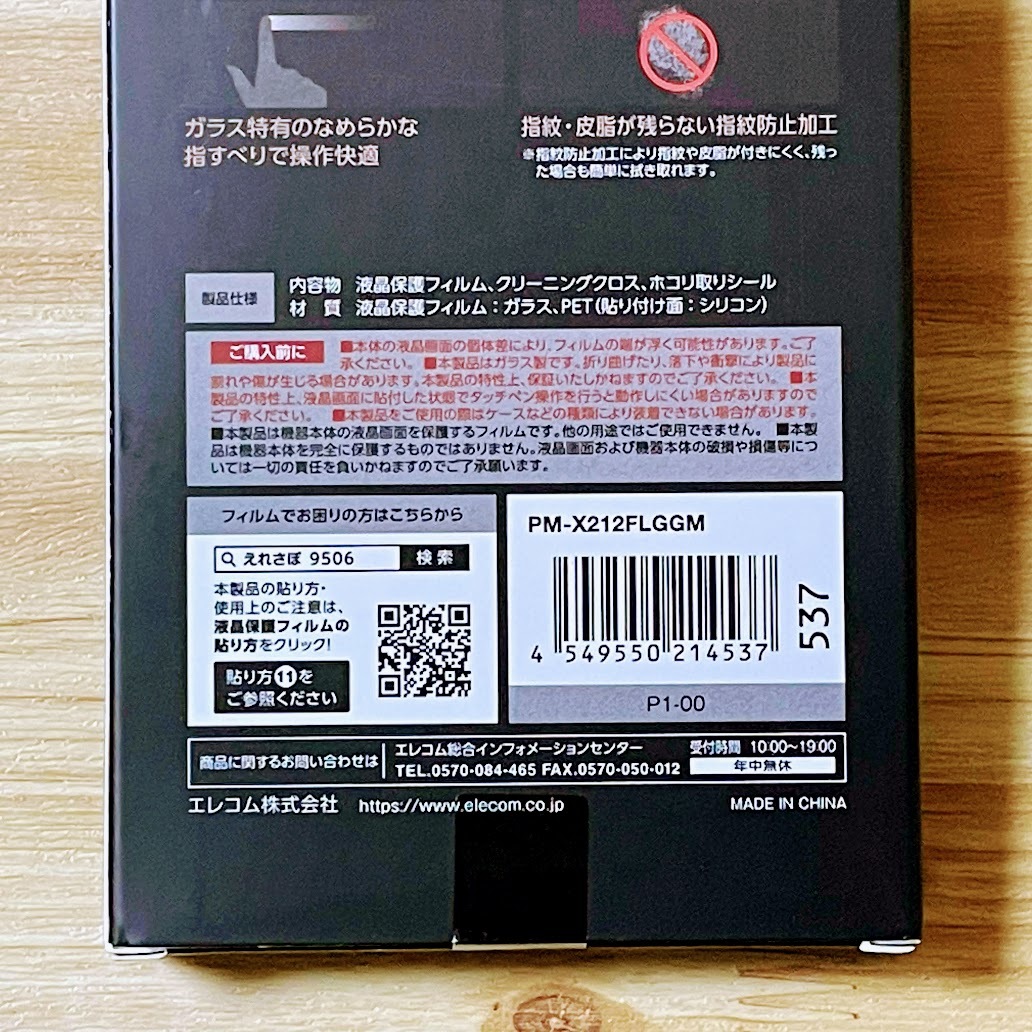 ガラス特有のなめらかな
指すべりで操作快適
指紋・皮脂が残らない指紋防止加工
※指紋防止加工により指紋や皮脂が付きにくく、残っ
た場合も簡単に拭き取れます。
製品仕様
内容物 液晶保護フィルム、クリーニングクロス、ホコリ取りシール
材 質 液晶保護フィルム：ガラス、PET（貼り付け面：シリコン）
ご購入前に
■本体の液晶画面の個体差により、フィルムの端が浮く可能性があります。ご了
承ください。 ■本製品はガラス製です。折り曲げたり、落下や衝撃により製品に
割れや傷が生じる場合があります。本製品の特性上、保証いたしかねますのでご了承ください。 ■本
製品の特性上、液晶画面に貼付した状態でタッチペン操作を行うと動作しにくい場合がありますので
ご了承ください。 ■本製品をご使用の際はケースなどの種類により装着できない場合があります。
■本製品は機器本体の液晶画面を保護するフィルムです。他の用途ではご使用できません。 ■本製
品は機器本体を完全に保護するものではありません。液晶画面および機器本体の破損や損傷等につ
いては一切の責任を負いかねますのでご了承願います。
フィルムでお困りの方はこちらから
えれさぽ 9506 検索
本製品の貼り方・
使用上のご注意は、
液晶保護フィルムの
貼り方をクリック！
貼り方11を
ご参照ください
PM-X212FLGGM
4 549550 214537
537
P1-00
商品に関するお問い合わせは
エレコム総合インフォメーションセンター
TEL.0570-084-465 FAX.0570-050-012
受付時間 10:00～19:00
年中無休
エレコム株式会社 https://www.elecom.co.jp
MADE IN CHINA